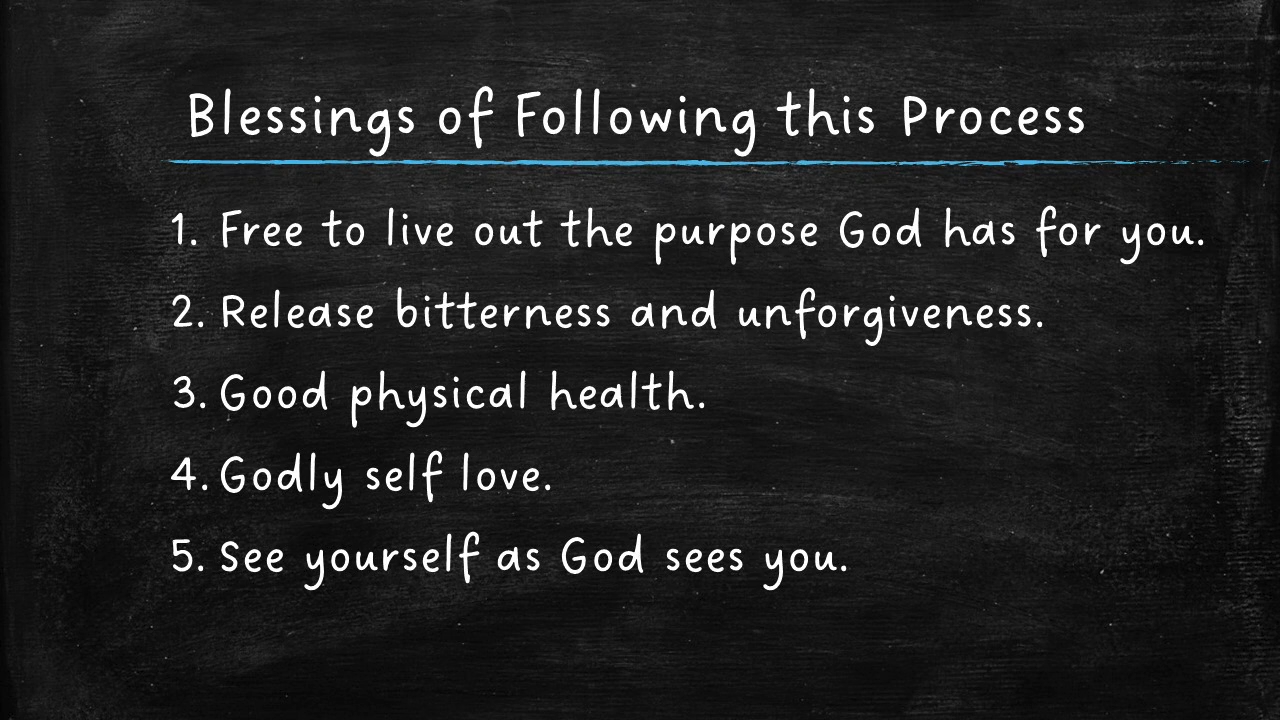 Blessings of Following this Process
1. Free to live out the purpose God has for you.
2. Release bitterness and unforgiveness.
3. Good physical health.
4. Godly self love.
5. See yourself as God sees you.